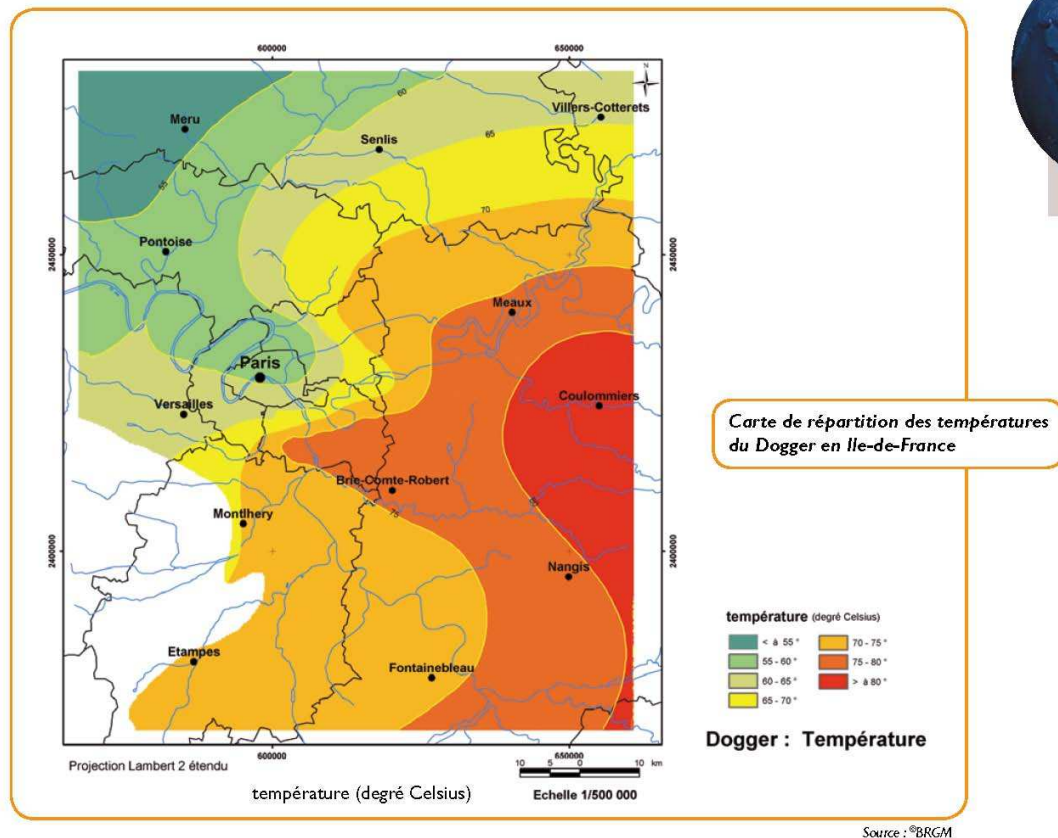 600000
650000
N
Meru
Senlis
Villers-Cotterets
60
65
55
70
Pontoise
2450000
2450000
Meaux
Paris
Versailles
Coulommiers
Carte de répartition des températures
du Dogger en Ile-de-France
Brie-Comte-Robert
75
Montlhery
2400000
2400000
Nangis
température (degré Celsius)
< à 55 °
70 - 75 °
55 - 60 °
75 - 80 °
60 - 65 °
> à 80 °
65 - 70 °
Etampes
Fontainebleau
Dogger : Température
600000
650000
Projection Lambert 2 étendu
10 5 0 10 km
température (degré Celsius)
Echelle 1/500 000
Source : ©BRGM